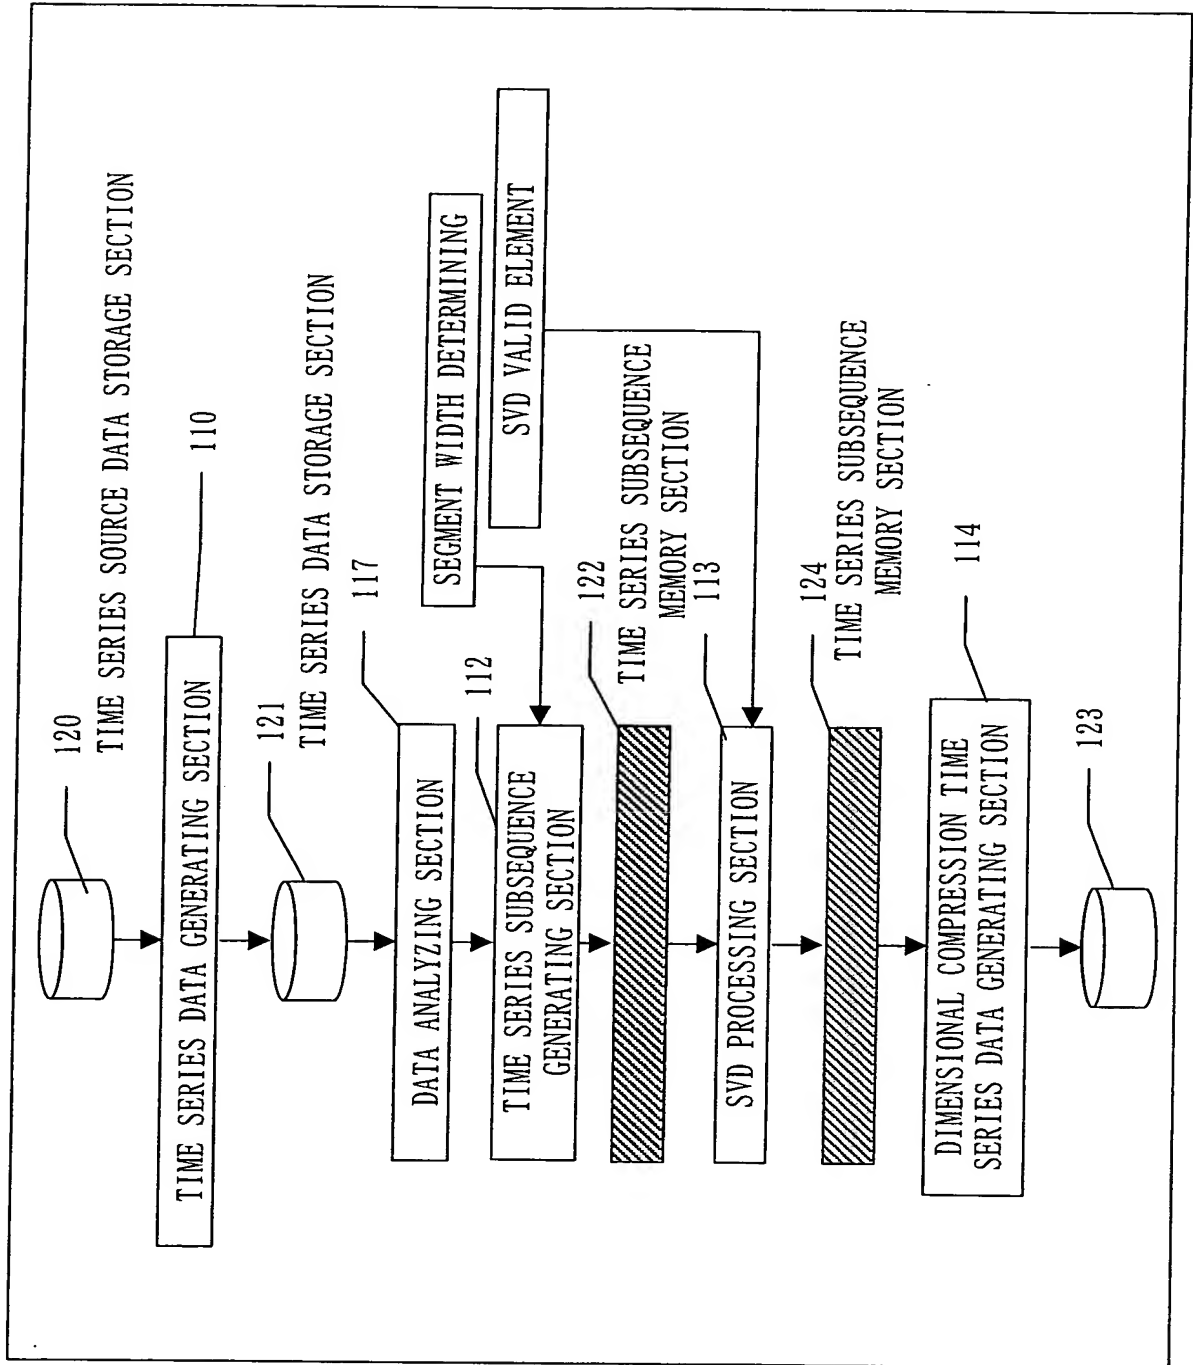 120
TIME SERIES SOURCE DATA STORAGE SECTION
TIME SERIES DATA GENERATING SECTION
110
121
TIME SERIES DATA STORAGE SECTION
DATA ANALYZING SECTION
117
SEGMENT WIDTH DETERMINING
SVD VALID ELEMENT
112
TIME SERIES SUBSEQUENCE
GENERATING SECTION
122
TIME SERIES SUBSEQUENCE
MEMORY SECTION
113
SVD PROCESSING SECTION
124
TIME SERIES SUBSEQUENCE
MEMORY SECTION
114
DIMENSIONAL COMPRESSION TIME
SERIES DATA GENERATING SECTION
123